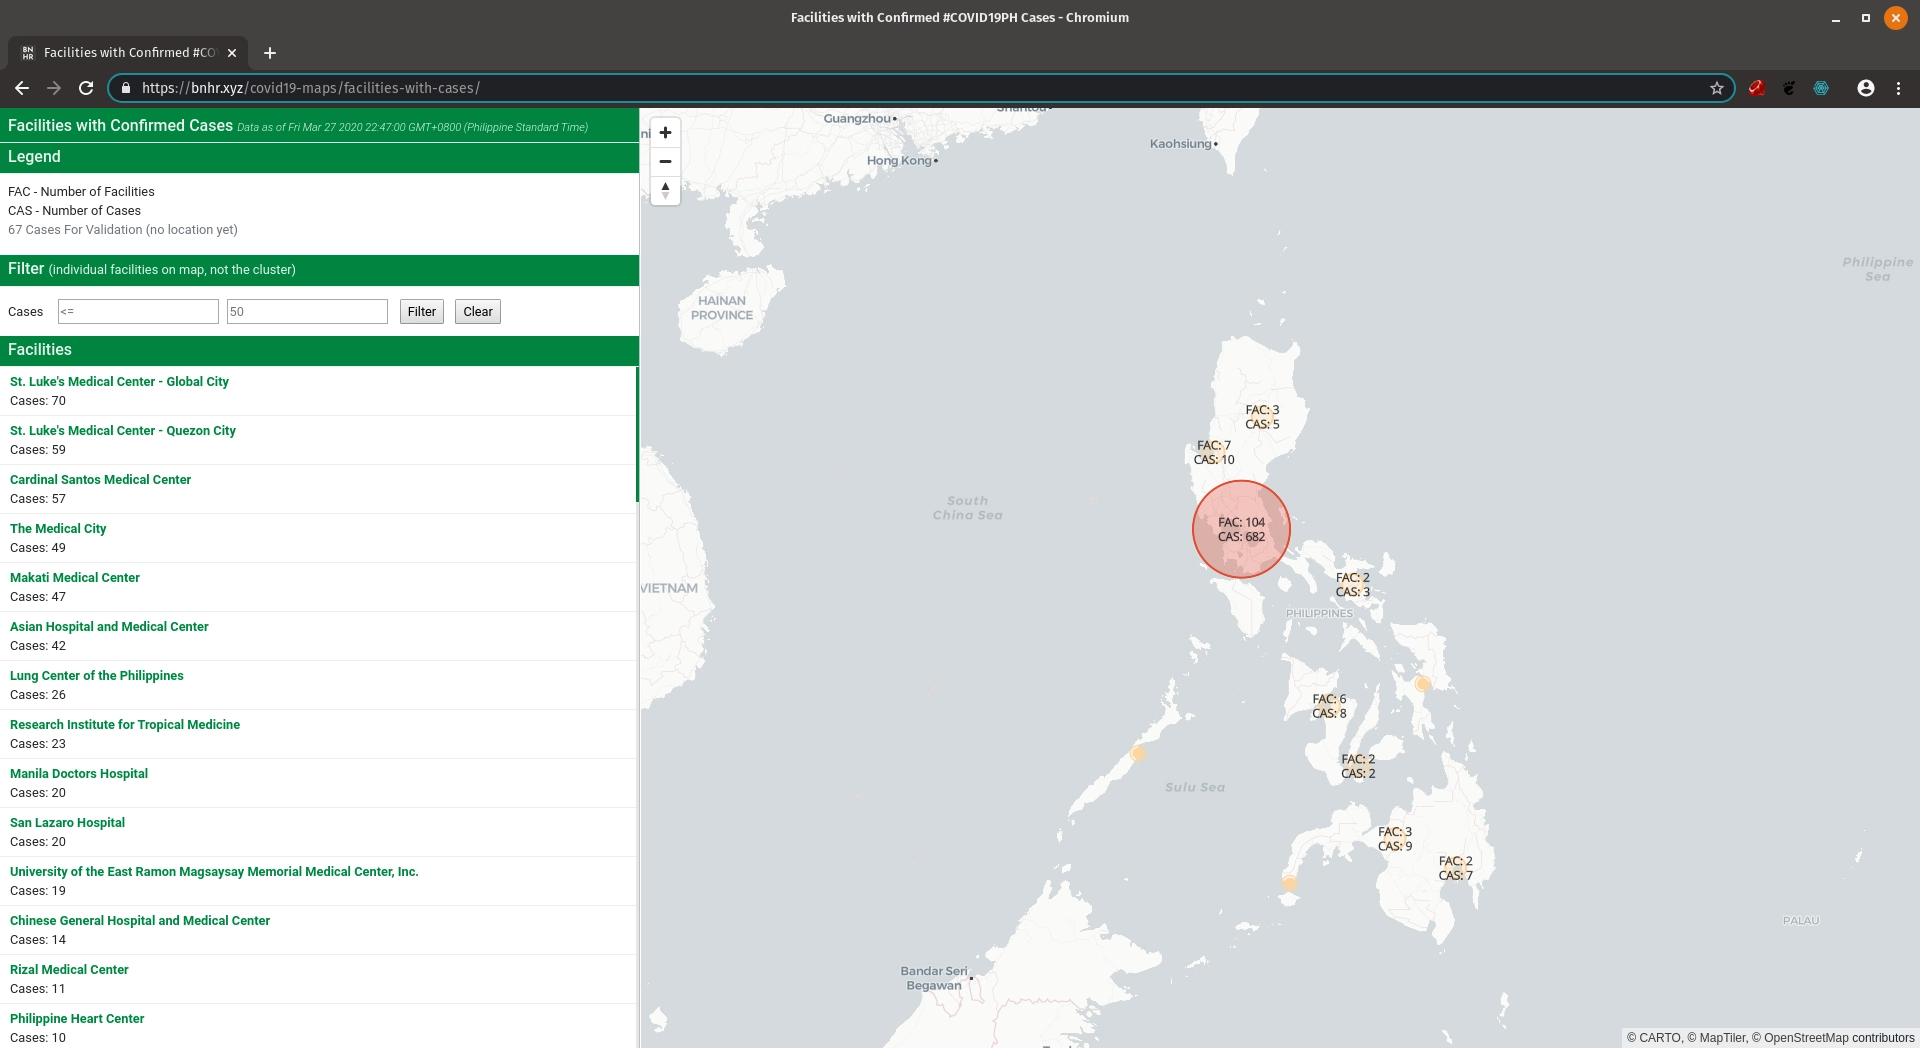 Facilities with Confirmed #COVID19PH Cases - Chromium
BN
HR
Facilities with Confirmed #CO
https://bnhr.xyz/covid19-maps/facilities-with-cases/
Facilities with Confirmed Cases Data as of Fri Mar 27 2020 22:47:00 GMT+0800 (Philippine Standard Time)
Legend
FAC - Number of Facilities
CAS - Number of Cases
67 Cases For Validation (no location yet)
Filter (individual facilities on map, not the cluster)
Cases <= 50 Filter Clear
Facilities
St. Luke's Medical Center - Global City
Cases: 70
St. Luke's Medical Center - Quezon City
Cases: 59
Cardinal Santos Medical Center
Cases: 57
The Medical City
Cases: 49
Makati Medical Center
Cases: 47
Asian Hospital and Medical Center
Cases: 42
Lung Center of the Philippines
Cases: 26
Research Institute for Tropical Medicine
Cases: 23
Manila Doctors Hospital
Cases: 20
San Lazaro Hospital
Cases: 20
University of the East Ramon Magsaysay Memorial Medical Center, Inc.
Cases: 19
Chinese General Hospital and Medical Center
Cases: 14
Rizal Medical Center
Cases: 11
Philippine Heart Center
Cases: 10
Shantou
Guangzhou
Hong Kong
Kaohsiung
HAINAN
PROVINCE
Philippine
Sea
FAC: 3
CAS: 5
FAC: 7
CAS: 10
South
China Sea
FAC: 104
CAS: 682
VIETNAM
FAC: 2
CAS: 3
PHILIPPINES
FAC: 6
CAS: 8
FAC: 2
CAS: 2
Sulu Sea
FAC: 3
CAS: 9
FAC: 2
CAS: 7
PALAU
Bandar Seri
Begawan
© CARTO, © MapTiler, © OpenStreetMap contributors